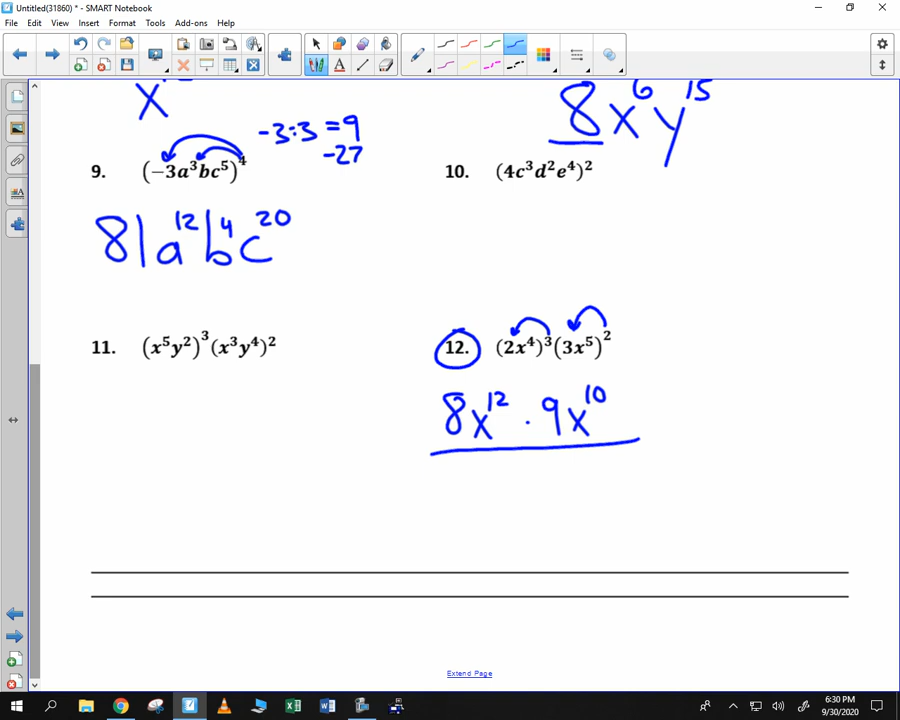 Untitled(31860) * - SMART Notebook
File Edit View Insert Format Tools Add-ons Help
x
8x⁶y¹⁵
-3·-3 = 9
-27
9. (−3a³bc⁵)⁴
10. (4c³d²e⁴)²
81a¹²b⁴c²⁰
11. (x⁵y²)³(x³y⁴)²
12. (2x⁴)³(3x⁵)²
8x¹² · 9x¹⁰
Extend Page
6:30 PM
9/30/2020